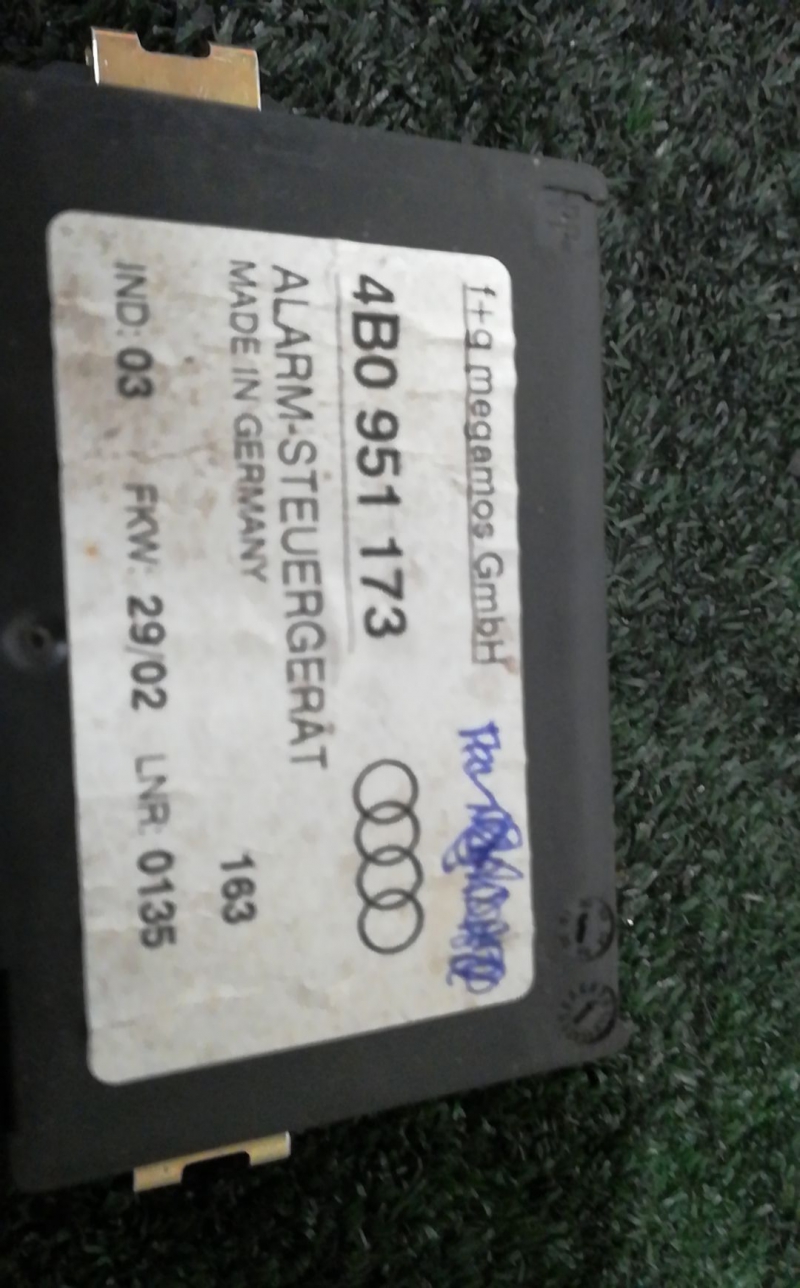 f+g megamos GmbH
4B0 951 173
ALARM-STEUERGERÄT
MADE IN GERMANY
163
IND: 03 FKW: 29/02 LNR: 0135